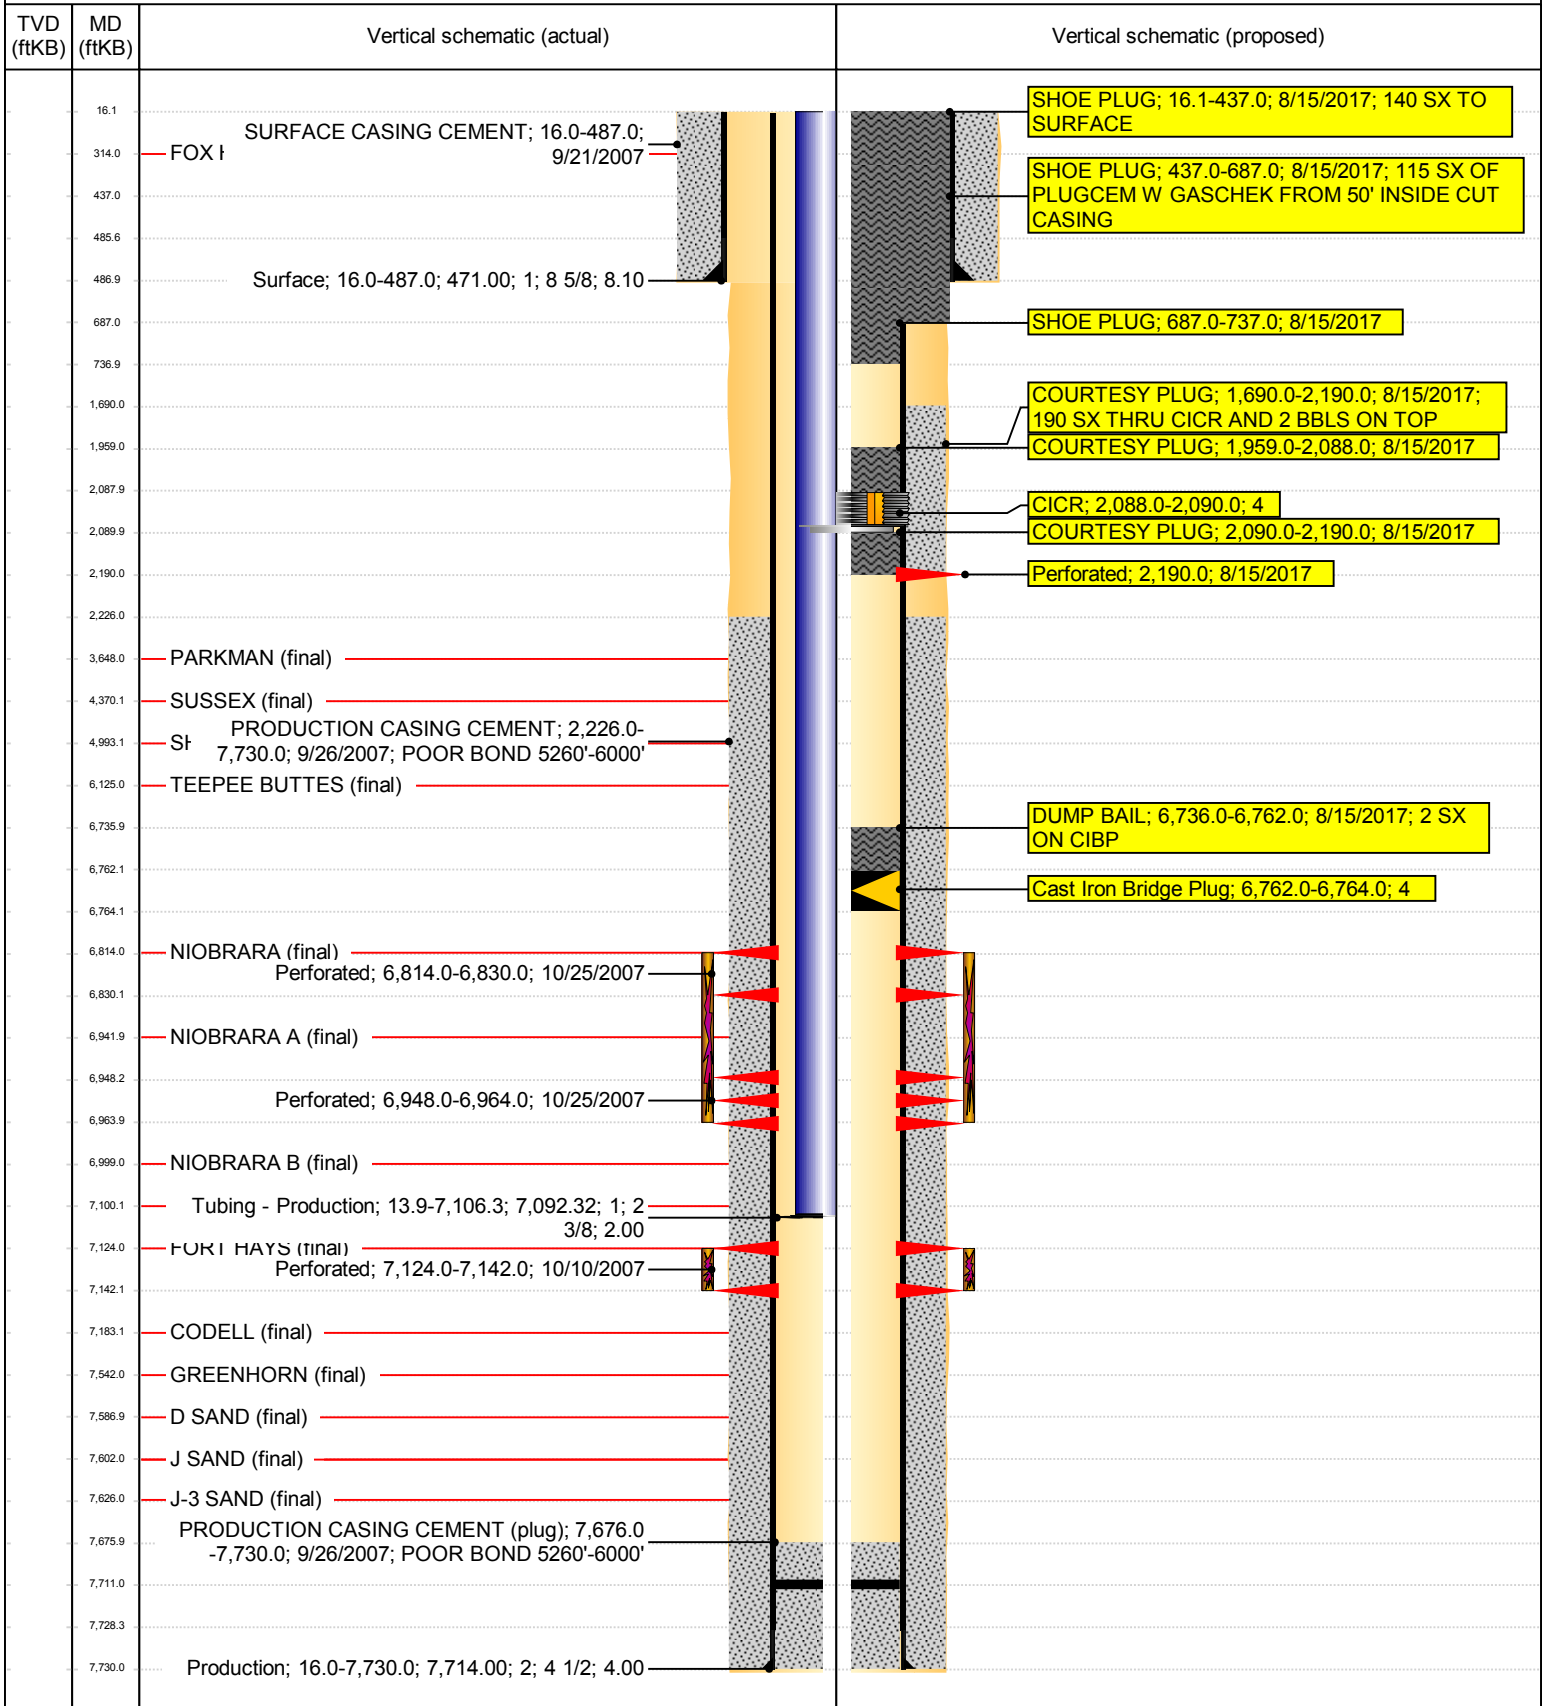 TVD
(ftKB)
MD
(ftKB)
Vertical schematic (actual)
Vertical schematic (proposed)
16.1
314.0
437.0
485.6
486.9
687.0
736.9
1,690.0
1,959.0
2,087.9
2,089.9
2,190.0
2,226.0
3,648.0
4,370.1
4,993.1
6,125.0
6,735.9
6,762.1
6,764.1
6,814.0
6,830.1
6,941.9
6,948.2
6,963.9
6,999.0
7,100.1
7,124.0
7,142.1
7,183.1
7,542.0
7,586.9
7,602.0
7,626.0
7,675.9
7,711.0
7,728.3
7,730.0
SURFACE CASING CEMENT; 16.0-487.0;
9/21/2007
FOX
Surface; 16.0-487.0; 471.00; 1; 8 5/8; 8.10
PARKMAN (final)
SUSSEX (final)
PRODUCTION CASING CEMENT; 2,226.0-
7,730.0; 9/26/2007; POOR BOND 5260'-6000'
TEEPEE BUTTES (final)
NIOBRARA (final)
Perforated; 6,814.0-6,830.0; 10/25/2007
NIOBRARA A (final)
Perforated; 6,948.0-6,964.0; 10/25/2007
NIOBRARA B (final)
Tubing - Production; 13.9-7,106.3; 7,092.32; 1; 2
3/8; 2.00
FORT HAYS (final)
Perforated; 7,124.0-7,142.0; 10/10/2007
CODELL (final)
GREENHORN (final)
D SAND (final)
J SAND (final)
J-3 SAND (final)
PRODUCTION CASING CEMENT (plug); 7,676.0
-7,730.0; 9/26/2007; POOR BOND 5260'-6000'
Production; 16.0-7,730.0; 7,714.00; 2; 4 1/2; 4.00
SHOE PLUG; 16.1-437.0; 8/15/2017; 140 SX TO
SURFACE
SHOE PLUG; 437.0-687.0; 8/15/2017; 115 SX OF
PLUGCEM W GASCHEK FROM 50' INSIDE CUT
CASING
SHOE PLUG; 687.0-737.0; 8/15/2017
COURTESY PLUG; 1,690.0-2,190.0; 8/15/2017;
190 SX THRU CICR AND 2 BBLS ON TOP
COURTESY PLUG; 1,959.0-2,088.0; 8/15/2017
CICR; 2,088.0-2,090.0; 4
COURTESY PLUG; 2,090.0-2,190.0; 8/15/2017
Perforated; 2,190.0; 8/15/2017
DUMP BAIL; 6,736.0-6,762.0; 8/15/2017; 2 SX
ON CIBP
Cast Iron Bridge Plug; 6,762.0-6,764.0; 4